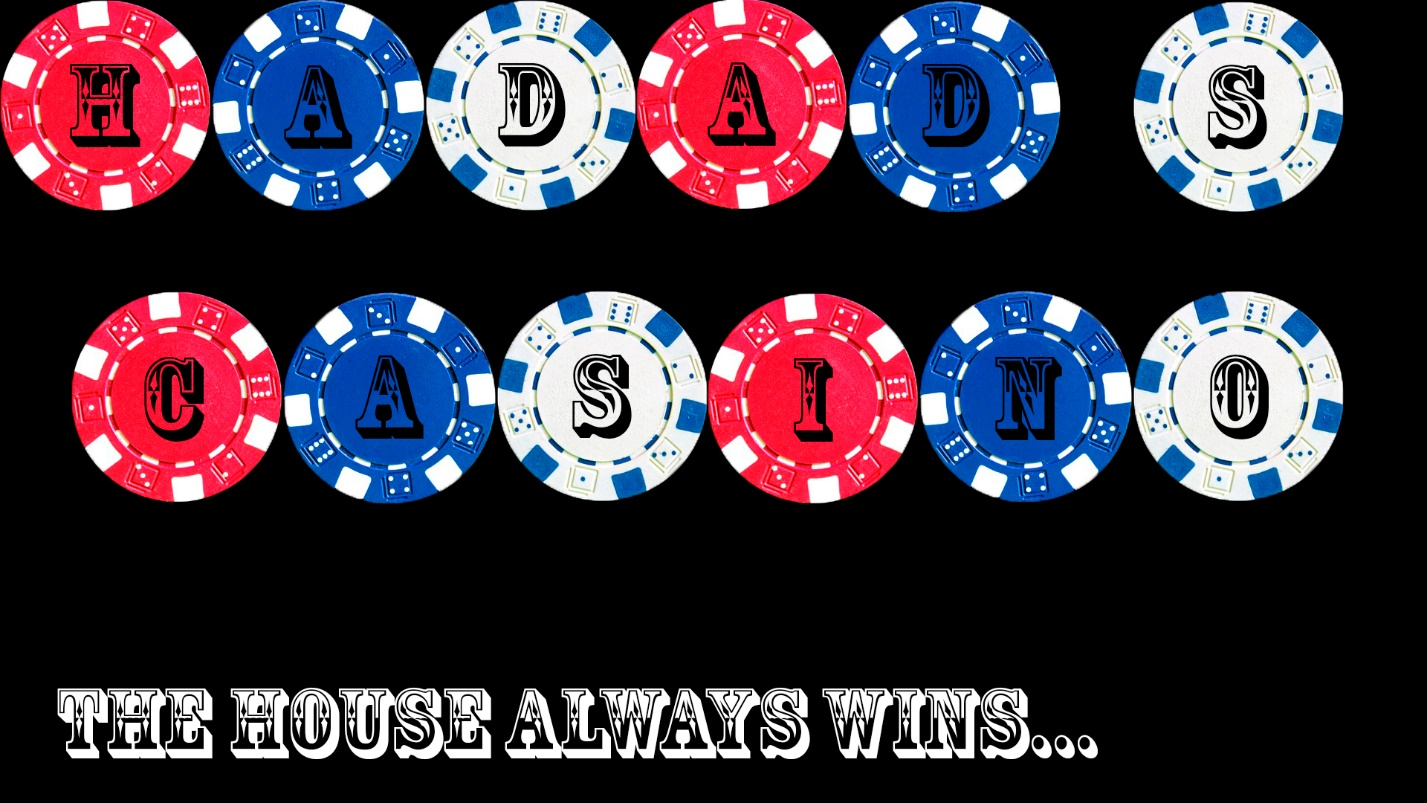 HADAD S
CASINO
THE HOUSE ALWAYS WINS...